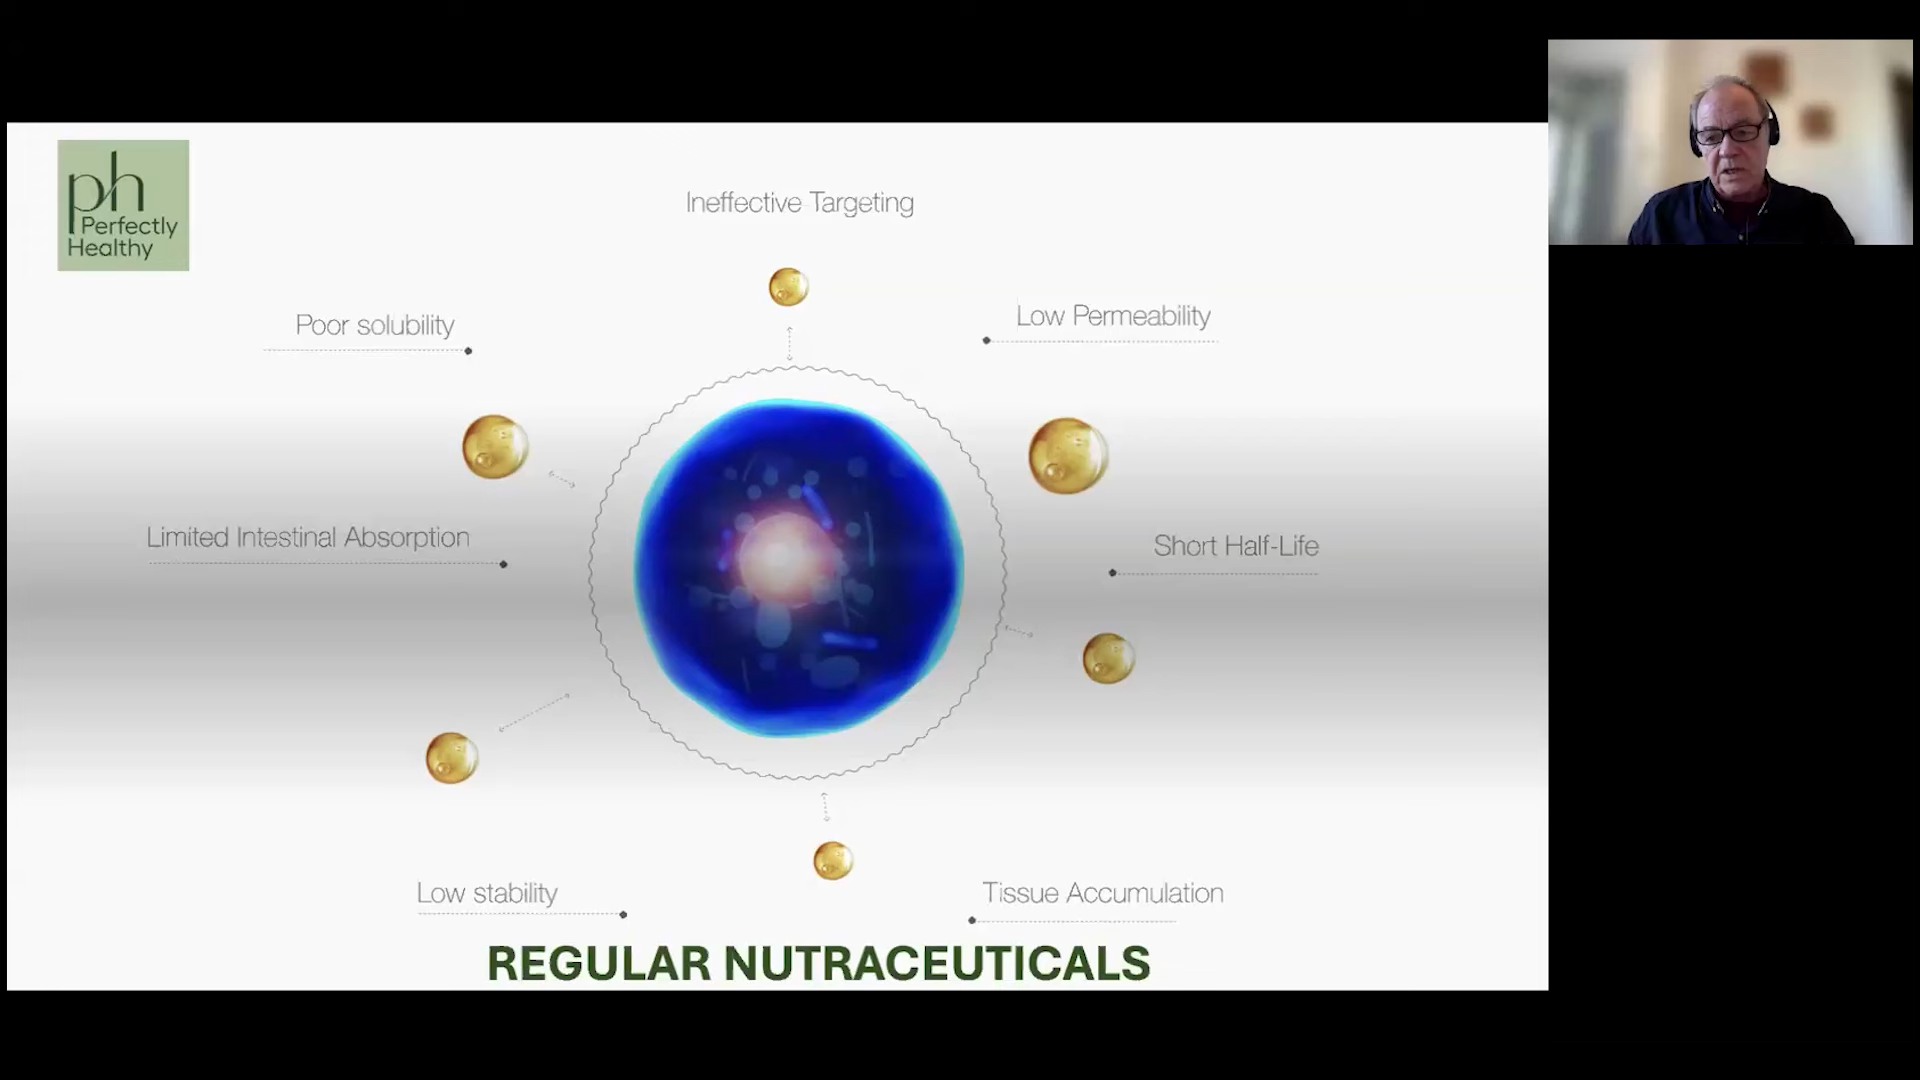 ph
Perfectly
Healthy
Ineffective Targeting
Poor solubility
Low Permeability
Limited Intestinal Absorption
Short Half-Life
Low stability
Tissue Accumulation
REGULAR NUTRACEUTICALS